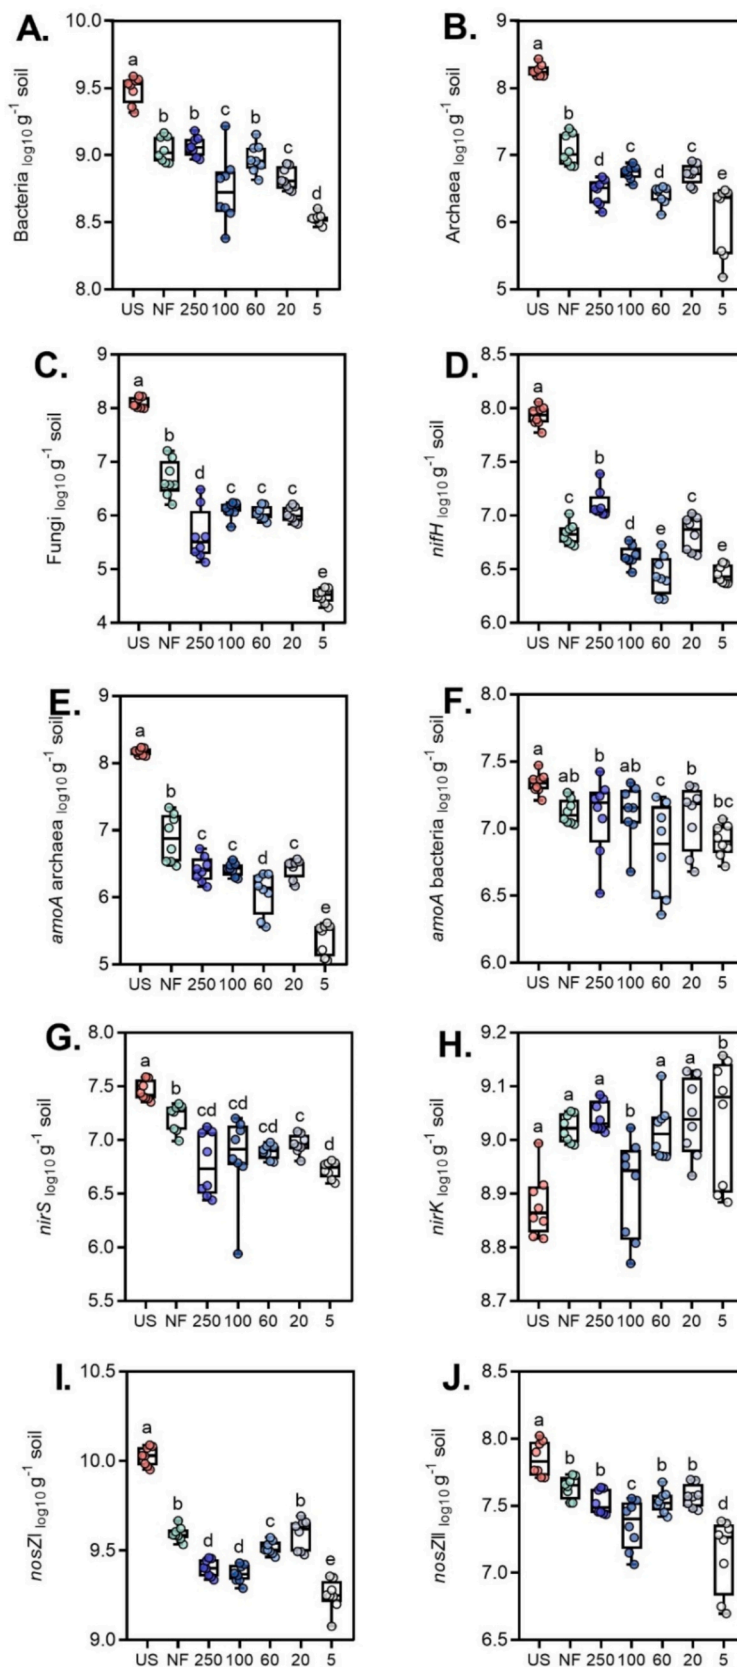 A.
Bacteria log10 g-1 soil
10.0
9.5
9.0
8.5
8.0
a
b
b
c
b
c
d
US NF 250 100 60 20 5
B.
Archaea log10 g-1 soil
9
8
7
6
5
a
b
d
c
d
c
e
US NF 250 100 60 20 5
C.
Fungi log10 g-1 soil
9
8
7
6
5
4
a
b
d
c
c
c
e
US NF 250 100 60 20 5
D.
nifH log10 g-1 soil
8.5
8.0
7.5
7.0
6.5
6.0
a
c
b
d
e
c
e
US NF 250 100 60 20 5
E.
amoA archaea log10 g-1 soil
9
8
7
6
5
a
b
c
c
d
c
e
US NF 250 100 60 20 5
F.
amoA bacteria log10 g-1 soil
8.0
7.5
7.0
6.5
6.0
a
ab
b
ab
c
b
bc
US NF 250 100 60 20 5
G.
nirS log10 g-1 soil
8.0
7.5
7.0
6.5
6.0
5.5
a
b
cd
cd
cd
c
d
US NF 250 100 60 20 5
H.
nirK log10 g-1 soil
9.2
9.1
9.0
8.9
8.8
8.7
a
a
a
b
a
a
b
US NF 250 100 60 20 5
I.
nosZI log10 g-1 soil
10.5
10.0
9.5
9.0
a
b
d
d
c
b
e
US NF 250 100 60 20 5
J.
nosZII log10 g-1 soil
8.5
8.0
7.5
7.0
6.5
a
b
b
c
b
b
d
US NF 250 100 60 20 5